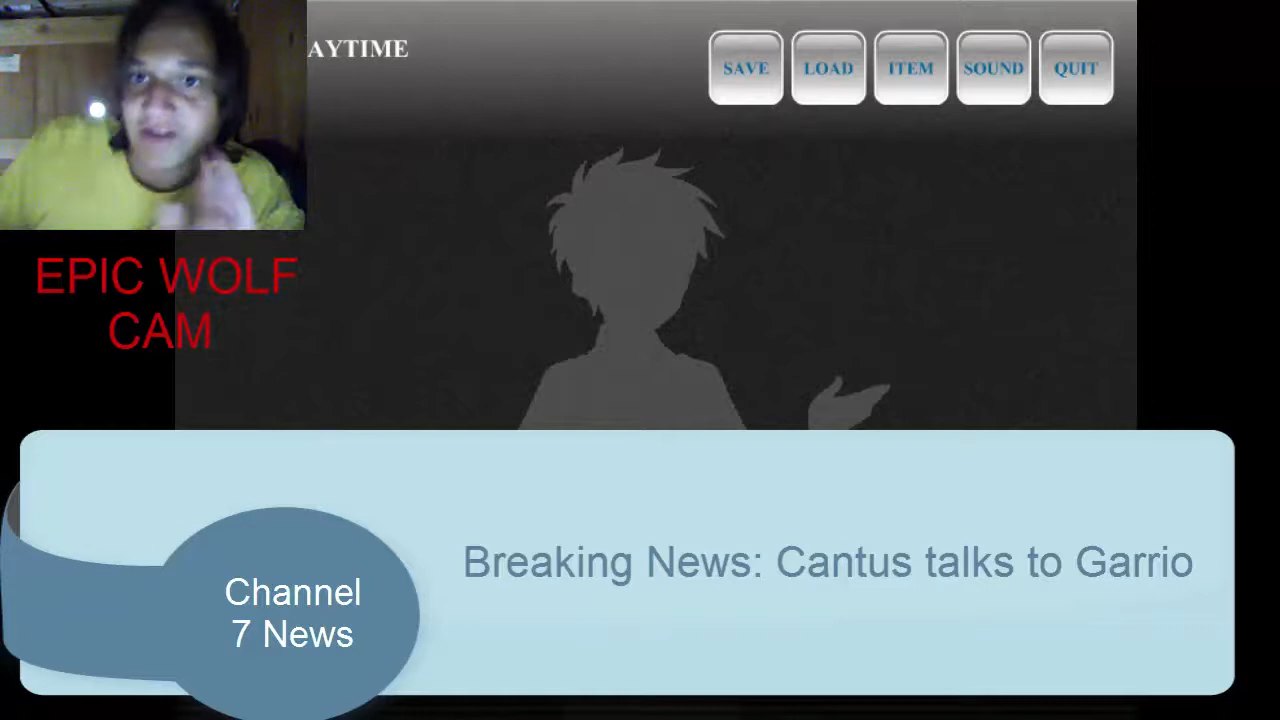 AYTIME
SAVE LOAD ITEM SOUND QUIT
EPIC WOLF
CAM
Breaking News: Cantus talks to Garrio
Channel
7 News